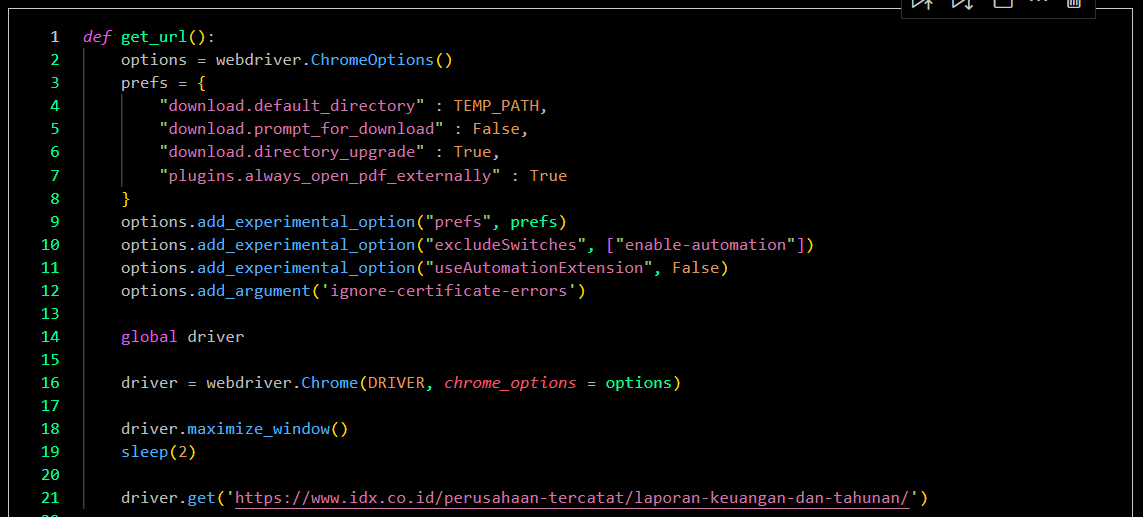 1 def get_url():
2 options = webdriver.ChromeOptions()
3 prefs = {
4 "download.default_directory" : TEMP_PATH,
5 "download.prompt_for_download" : False,
6 "download.directory_upgrade" : True,
7 "plugins.always_open_pdf_externally" : True
8 }
9 options.add_experimental_option("prefs", prefs)
10 options.add_experimental_option("excludeSwitches", ["enable-automation"])
11 options.add_experimental_option("useAutomationExtension", False)
12 options.add_argument('ignore-certificate-errors')
13
14 global driver
15
16 driver = webdriver.Chrome(DRIVER, chrome_options = options)
17
18 driver.maximize_window()
19 sleep(2)
20
21 driver.get('https://www.idx.co.id/perusahaan-tercatat/laporan-keuangan-dan-tahunan/')